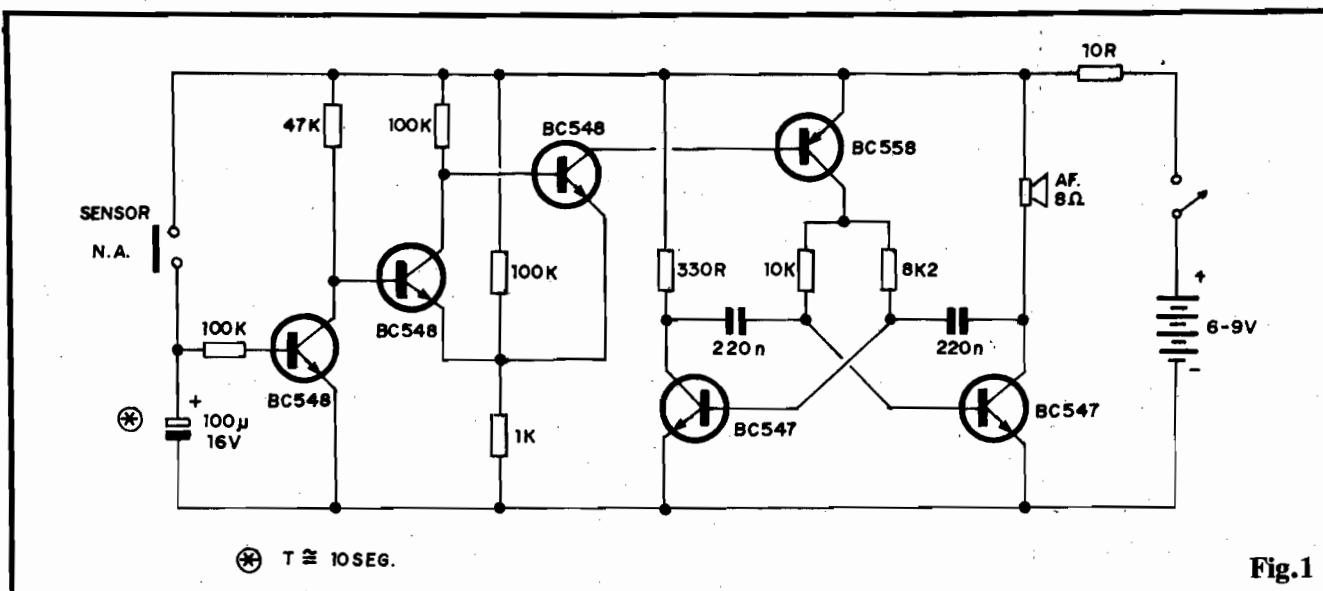 10R
47K
100K
BC548
BC558
AF.
8Ω
SENSOR
N.A.
100K
330R
10K
8K2
+
6-9V
-
BC548
220n
220n
100K
BC548
+
100µ
16V
1K
BC547
BC547
T ≅ 10SEG.
Fig.1